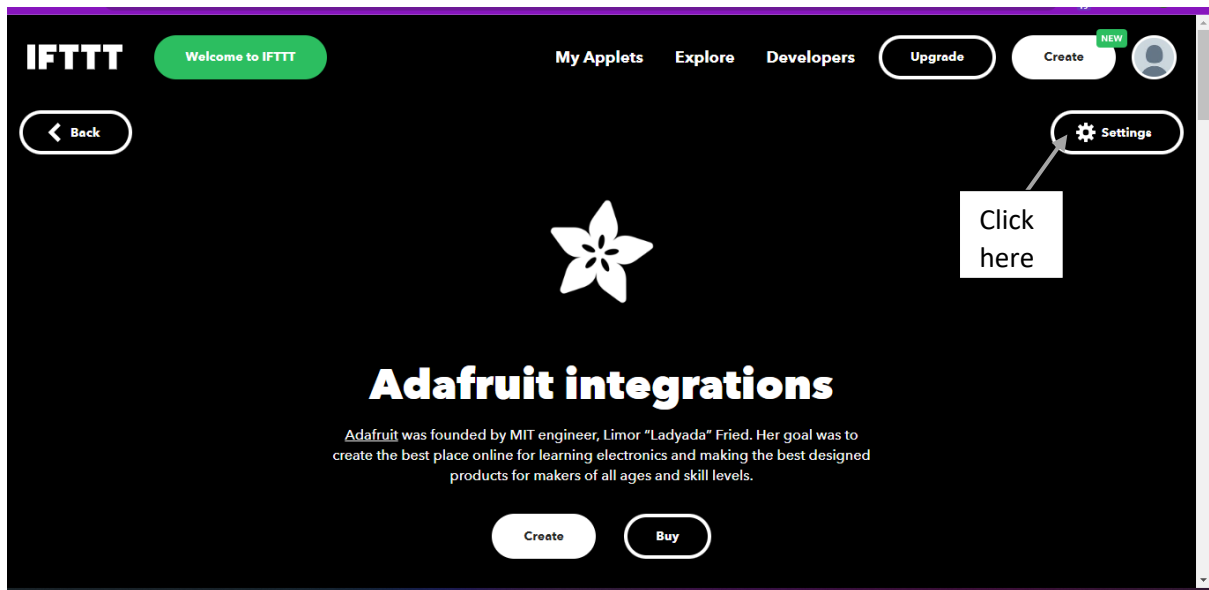 IFTTT
Welcome to IFTTT
My Applets
Explore
Developers
Upgrade
Create
NEW
Back
Settings
Click
here
Adafruit integrations
Adafruit was founded by MIT engineer, Limor “Ladyada” Fried. Her goal was to
create the best place online for learning electronics and making the best designed
products for makers of all ages and skill levels.
Create
Buy